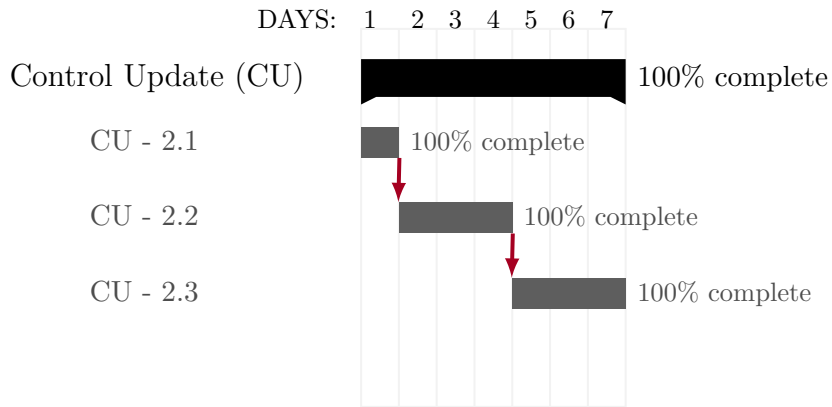 DAYS: 1 2 3 4 5 6 7
Control Update (CU) 100% complete
CU - 2.1 100% complete
CU - 2.2 100% complete
CU - 2.3 100% complete